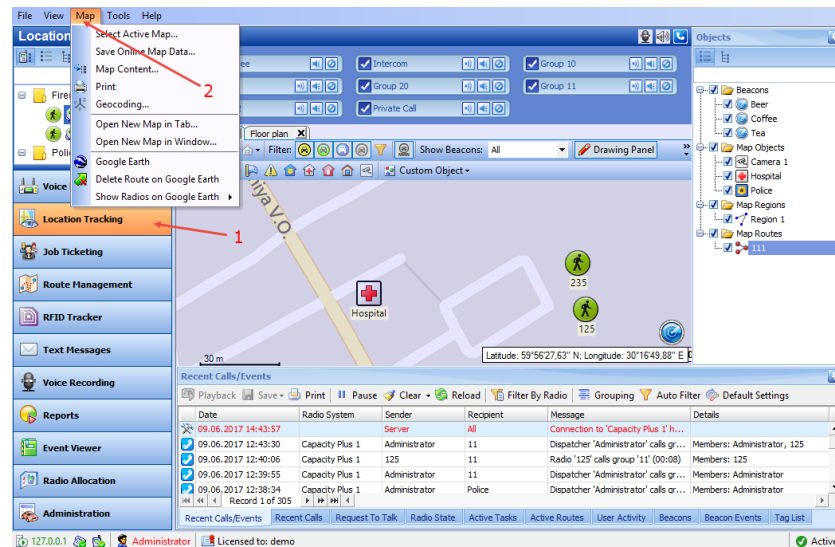 File View Map Tools Help
Location
Select Active Map...
Save Online Map Data...
Map Content...
Print
Geocoding...
Open New Map in Tab...
Open New Map in Window...
Google Earth
Delete Route on Google Earth
Show Radios on Google Earth
2
Intercom Group 10
Group 20 Group 11
Private Call
Floor plan X
Filter: Show Beacons: All Drawing Panel
Custom Object
Voice
Location Tracking
1
Job Ticketing
Route Management
RFID Tracker
Text Messages
Voice Recording
Reports
Event Viewer
Radio Allocation
Administration
235
125
Hospital
30 m
Latitude: 59°56'27,63" N; Longitude: 30°16'49,88" E
Objects
Beacons
Beer
Coffee
Tea
Map Objects
Camera 1
Hospital
Police
Map Regions
Region 1
Map Routes
111
Recent Calls/Events
Playback Save Print Pause Clear Reload Filter By Radio Grouping Auto Filter Default Settings
Date Radio System Sender Recipient Message Details
09.06.2017 14:43:57 Server All Connection to 'Capacity Plus 1' h...
09.06.2017 12:43:30 Capacity Plus 1 Administrator 11 Dispatcher 'Administrator' calls gr... Members: Administrator, 125
09.06.2017 12:40:06 Capacity Plus 1 125 11 Radio '125' calls group '11' (00:08) Members: 125
09.06.2017 12:39:55 Capacity Plus 1 Administrator 11 Dispatcher 'Administrator' calls gr... Members: Administrator
09.06.2017 12:38:34 Capacity Plus 1 Administrator Police Dispatcher 'Administrator' calls gr... Members: Administrator
Record 1 of 305
Recent Calls/Events Recent Calls Request To Talk Radio State Active Tasks Active Routes User Activity Beacons Beacon Events Tag List
127.0.0.1 Administrator Licensed to: demo Active